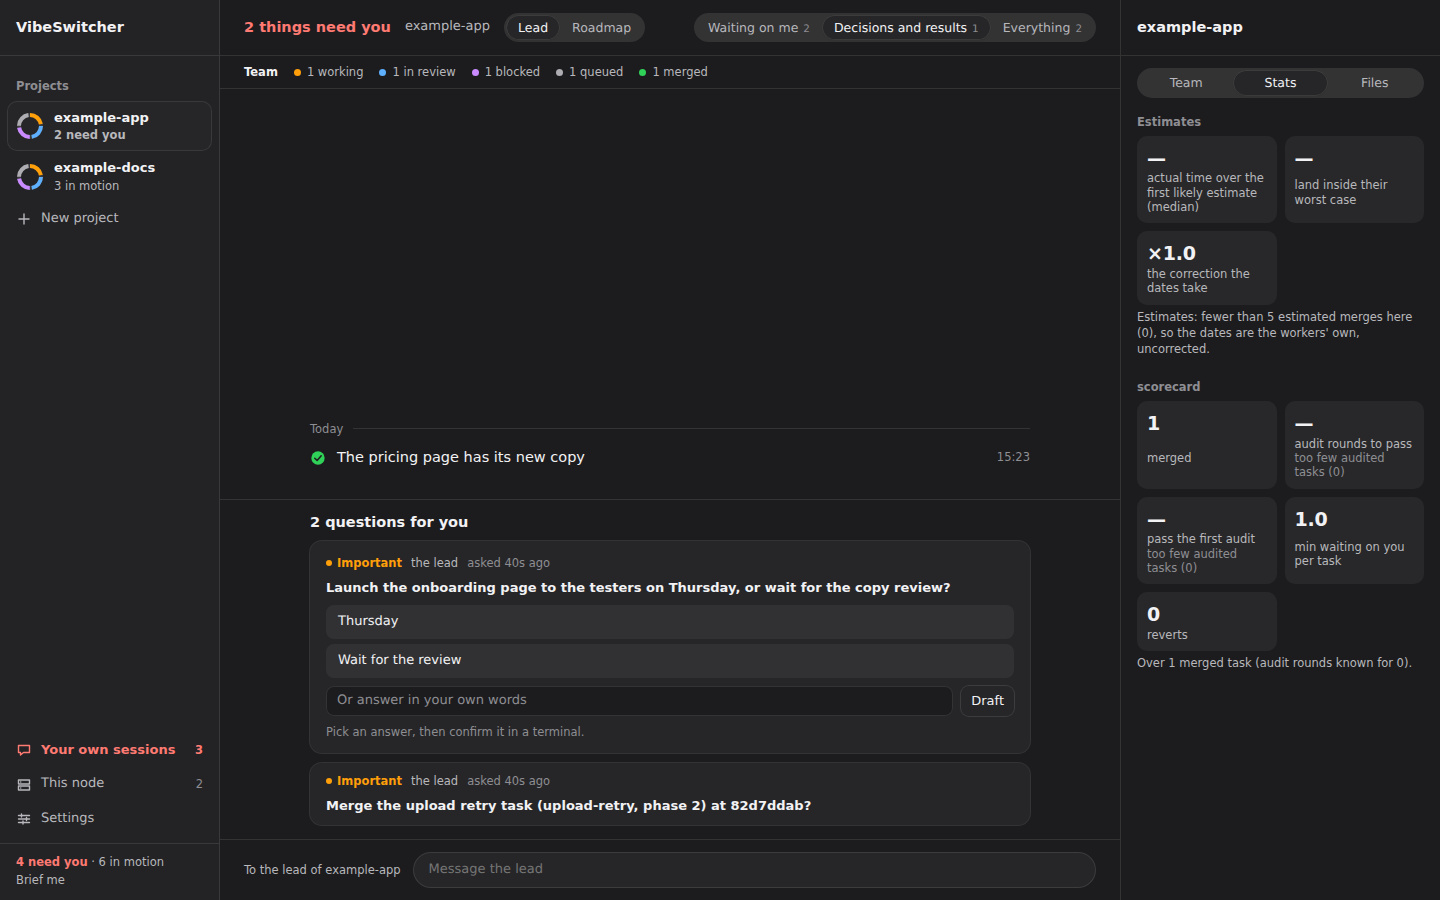 VibeSwitcher
Projects
example-app
2 need you
example-docs
3 in motion
New project
Your own sessions 3
This node 2
Settings
4 need you · 6 in motion
Brief me
2 things need you example-app Lead Roadmap Waiting on me 2 Decisions and results 1 Everything 2
Team 1 working 1 in review 1 blocked 1 queued 1 merged
Today
The pricing page has its new copy 15:23
2 questions for you
Important the lead asked 40s ago
Launch the onboarding page to the testers on Thursday, or wait for the copy review?
Thursday
Wait for the review
Or answer in your own words Draft
Pick an answer, then confirm it in a terminal.
Important the lead asked 40s ago
Merge the upload retry task (upload-retry, phase 2) at 82d7ddab?
To the lead of example-app Message the lead
example-app
Team Stats Files
Estimates
—
actual time over the
first likely estimate
(median)
—
land inside their
worst case
×1.0
the correction the
dates take
Estimates: fewer than 5 estimated merges here
(0), so the dates are the workers' own,
uncorrected.
scorecard
1
merged
—
audit rounds to pass
too few audited
tasks (0)
—
pass the first audit
too few audited
tasks (0)
1.0
min waiting on you
per task
0
reverts
Over 1 merged task (audit rounds known for 0).